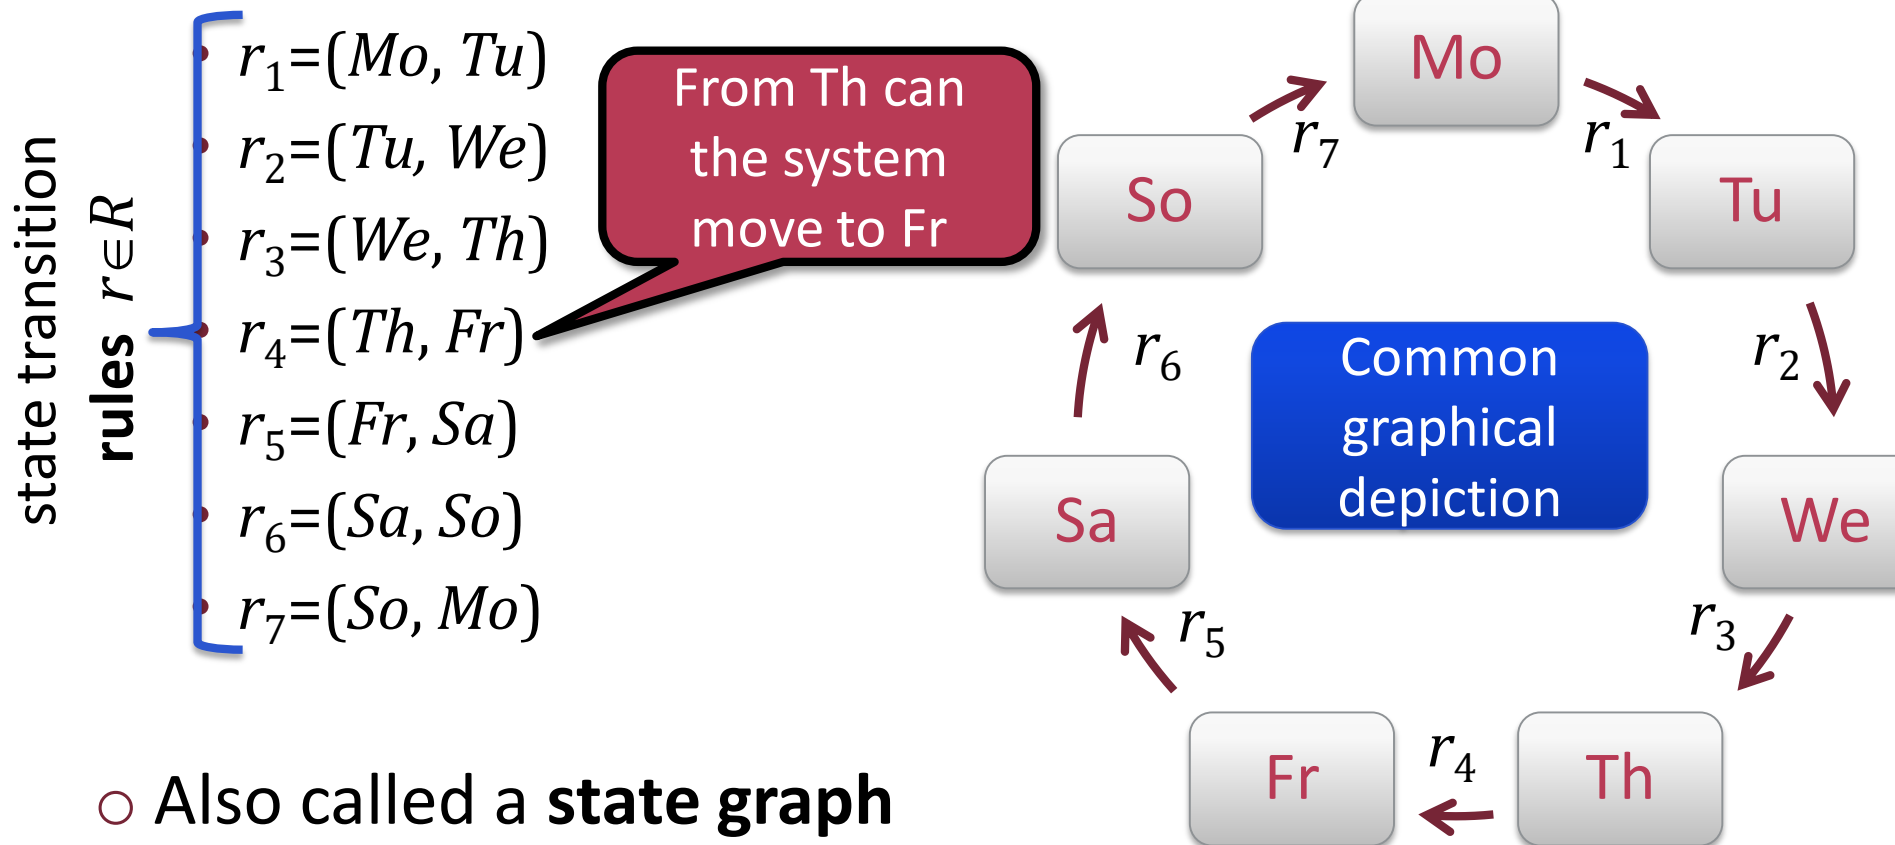 state transition
rules r∈R
• r₁=(Mo, Tu)
• r₂=(Tu, We)
• r₃=(We, Th)
• r₄=(Th, Fr)
• r₅=(Fr, Sa)
• r₆=(Sa, So)
• r₇=(So, Mo)
From Th can
the system
move to Fr
○ Also called a state graph
Mo
r₇
r₁
So
Tu
r₆
r₂
Common
graphical
depiction
Sa
We
r₅
r₃
Fr
r₄
Th